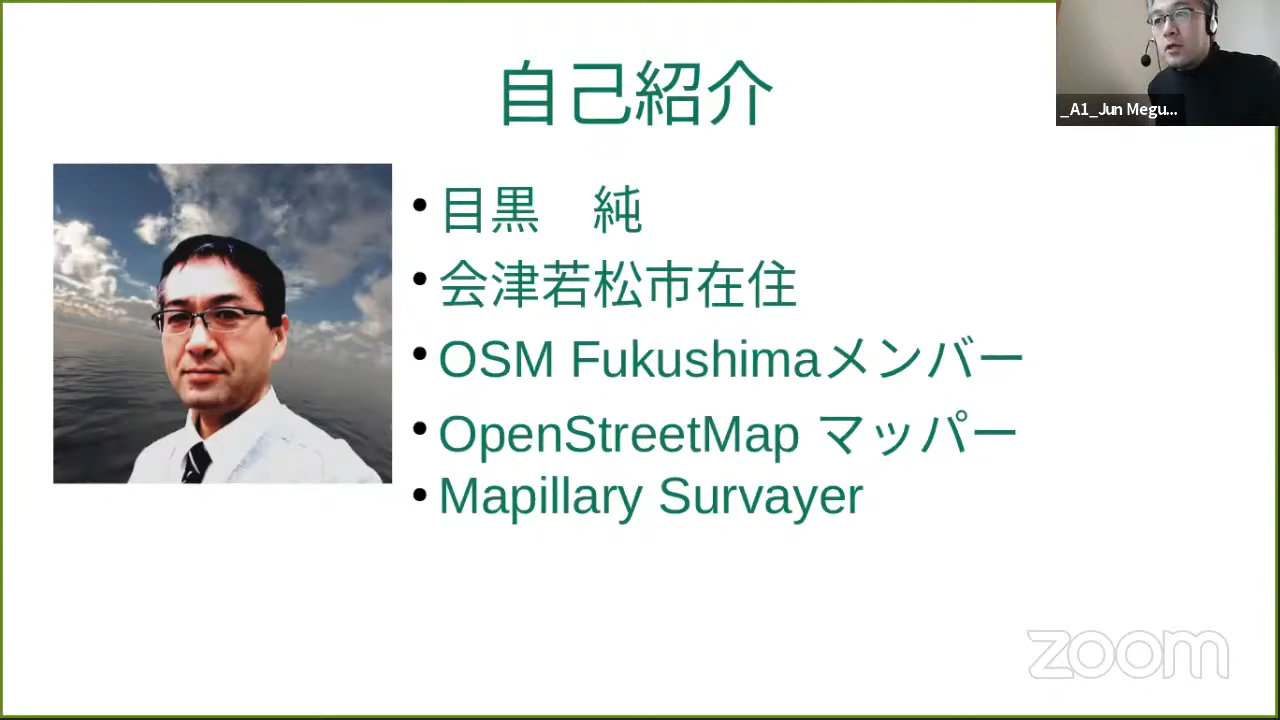 自己紹介
_A1_Jun Megu...
• 目黒　純
• 会津若松市在住
• OSM Fukushimaメンバー
• OpenStreetMap マッパー
• Mapillary Survayer
zoom